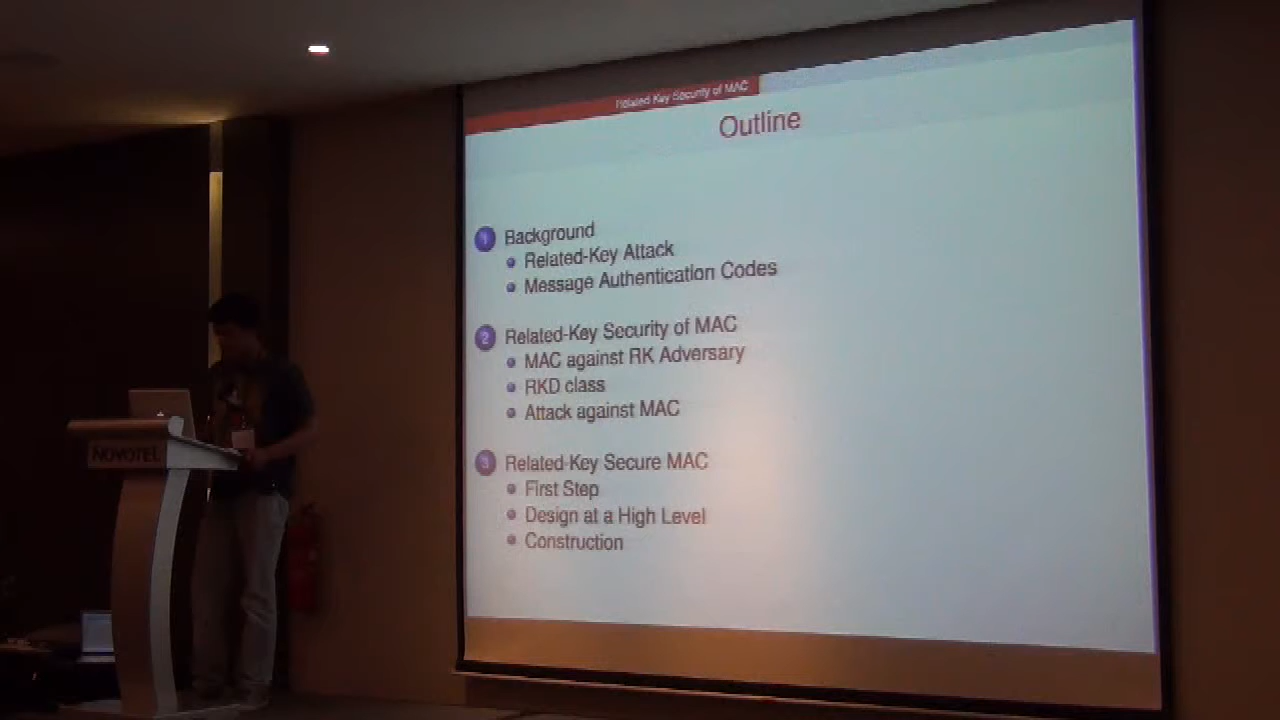 Related-Key Security of MAC
Outline
1 Background
Related-Key Attack
Message Authentication Codes
2 Related-Key Security of MAC
MAC against RK Adversary
RKD class
Attack against MAC
3 Related-Key Secure MAC
First Step
Design at a High Level
Construction
NOVOTEL